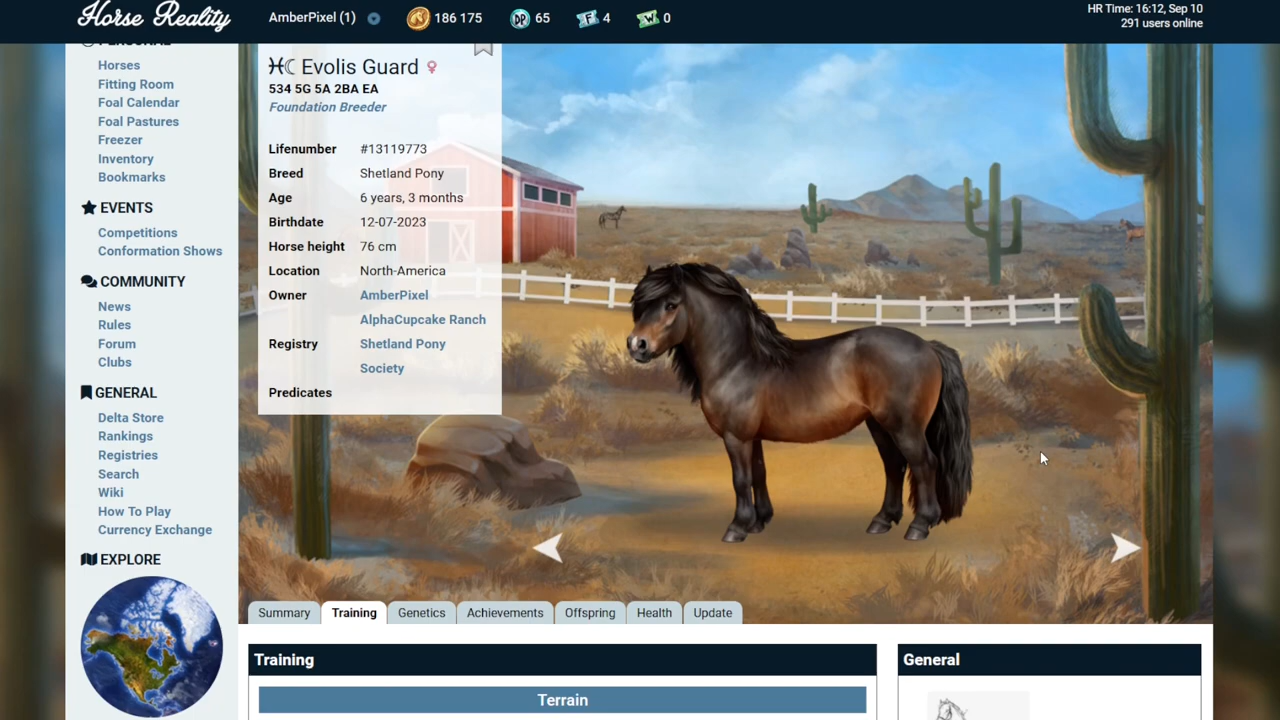 Horse Reality
AmberPixel (1)
186 175
DP 65
F 4
W 0
HR Time: 16:12, Sep 10
291 users online
PERSONAL
Horses
Fitting Room
Foal Calendar
Foal Pastures
Freezer
Inventory
Bookmarks
EVENTS
Competitions
Conformation Shows
COMMUNITY
News
Rules
Forum
Clubs
GENERAL
Delta Store
Rankings
Registries
Search
Wiki
How To Play
Currency Exchange
EXPLORE
♓☾ Evolis Guard ♀
534 5G 5A 2BA EA
Foundation Breeder
Lifenumber #13119773
Breed Shetland Pony
Age 6 years, 3 months
Birthdate 12-07-2023
Horse height 76 cm
Location North-America
Owner AmberPixel
AlphaCupcake Ranch
Registry Shetland Pony
Society
Predicates
Summary Training Genetics Achievements Offspring Health Update
Training
Terrain
General